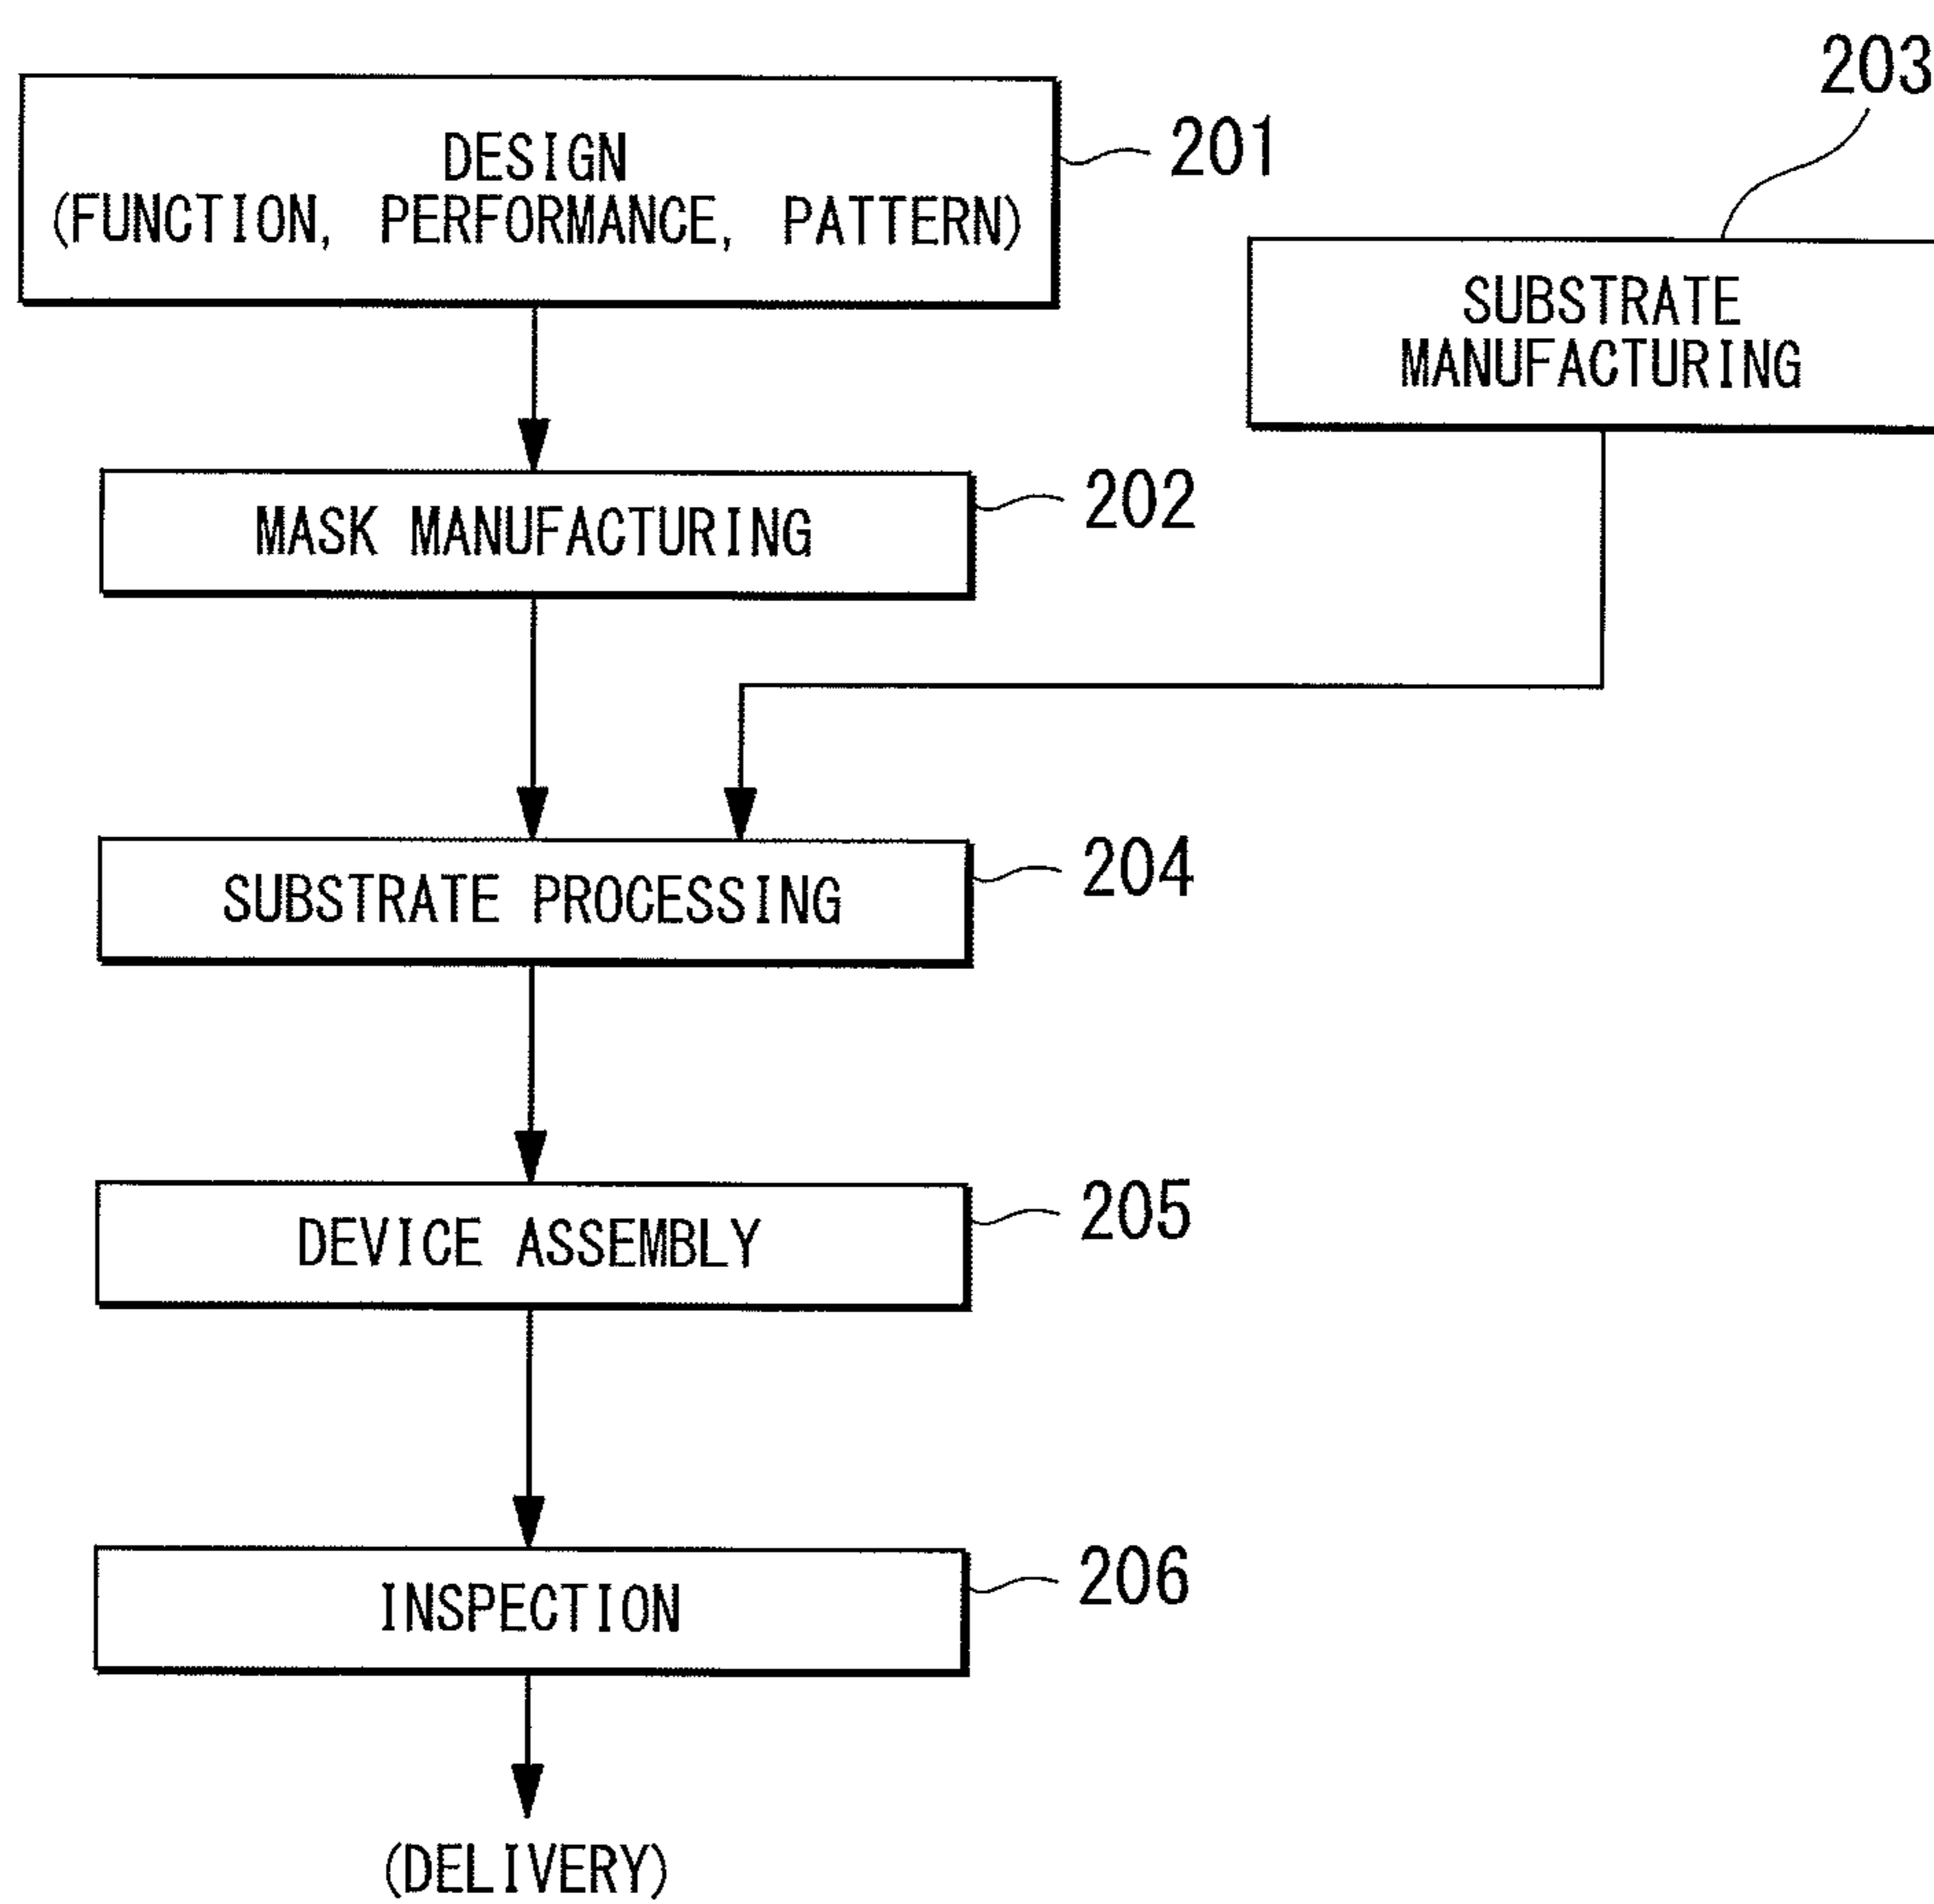 203
DESIGN
(FUNCTION, PERFORMANCE, PATTERN)
201
SUBSTRATE
MANUFACTURING
MASK MANUFACTURING
202
SUBSTRATE PROCESSING
204
DEVICE ASSEMBLY
205
INSPECTION
206
(DELIVERY)